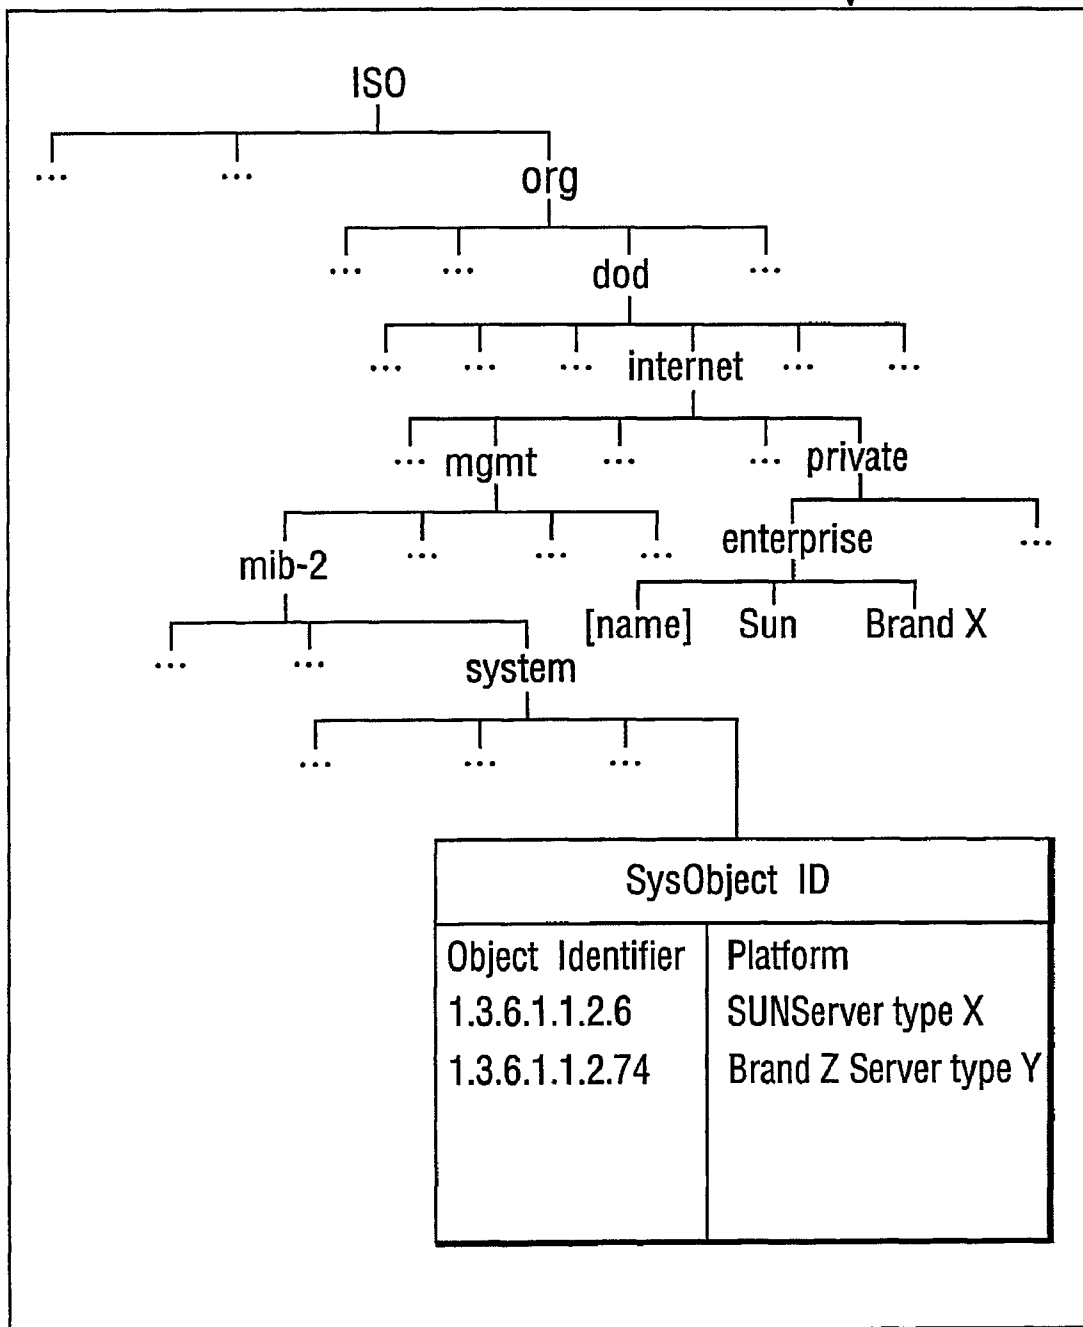 ISO
... ... org
... ... dod ...
... ... ... internet ... ...
... mgmt ... ... private
mib-2 ... ... ... enterprise ...
[name] Sun Brand X
... ... system
... ... ...
SysObject ID
Object Identifier Platform
1.3.6.1.1.2.6 SUNServer type X
1.3.6.1.1.2.74 Brand Z Server type Y